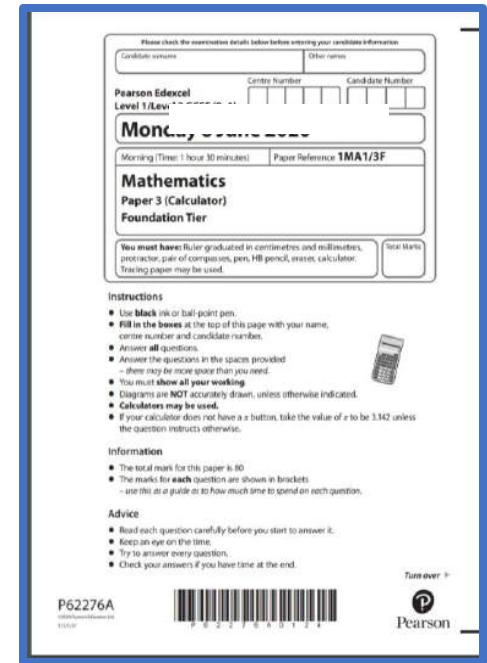 Please check the examination details below before entering your candidate information
Candidate surname
Other names
Centre Number
Candidate Number
Pearson Edexcel
Level 1/Level
Monday
Morning (Time: 1 hour 30 minutes)
Paper Reference 1MA1/3F
Mathematics
Paper 3 (Calculator)
Foundation Tier
You must have: Ruler graduated in centimetres and millimetres,
protractor, pair of compasses, pen, HB pencil, eraser, calculator.
Tracing paper may be used.
Total Marks
Instructions
• Use black ink or ball-point pen.
• Fill in the boxes at the top of this page with your name,
centre number and candidate number.
• Answer all questions.
• Answer the questions in the spaces provided
– there may be more space than you need.
• You must show all your working.
• Diagrams are NOT accurately drawn, unless otherwise indicated.
• Calculators may be used.
• If your calculator does not have a π button, take the value of π to be 3.142 unless
the question instructs otherwise.
Information
• The total mark for this paper is 80
• The marks for each question are shown in brackets
– use this as a guide as to how much time to spend on each question.
Advice
• Read each question carefully before you start to answer it.
• Keep an eye on the time.
• Try to answer every question.
• Check your answers if you have time at the end.
Turn over
P62276A
P62276A0124
Pearson